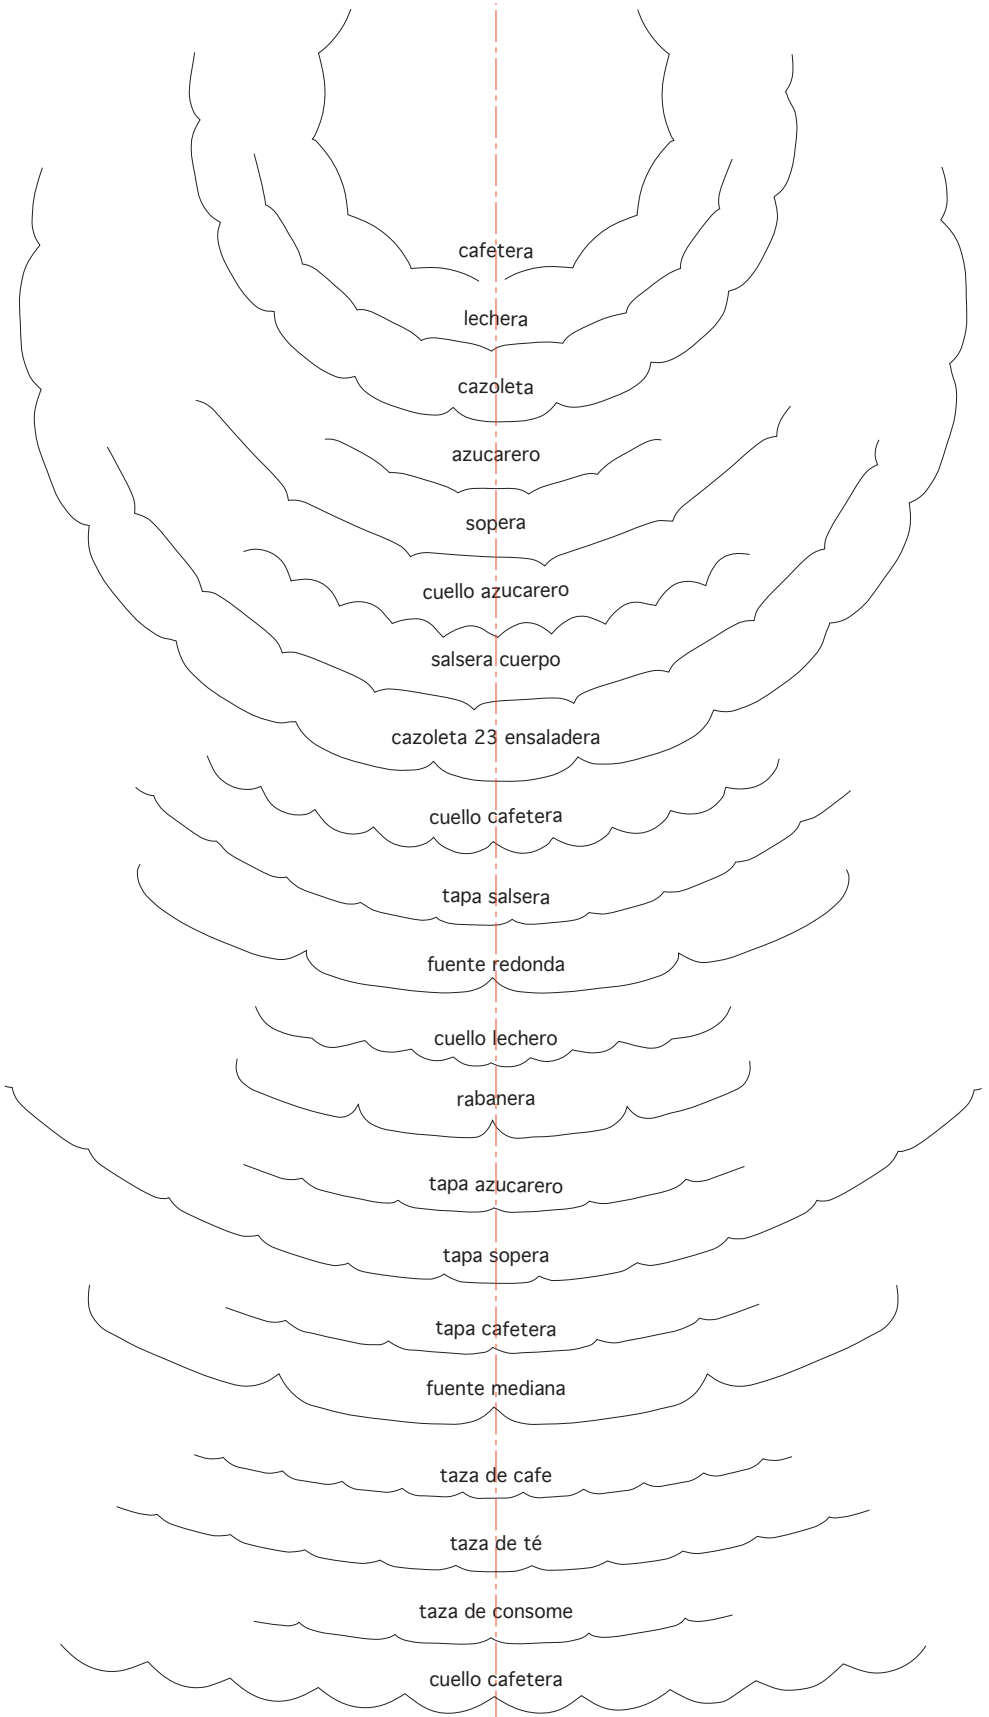 cafetera
lechera
cazoleta
azucarero
sopera
cuello azucarero
salsera cuerpo
cazoleta 23 ensaladera
cuello cafetera
tapa salsera
fuente redonda
cuello lechero
rabanera
tapa azucarero
tapa sopera
tapa cafetera
fuente mediana
taza de cafe
taza de té
taza de consome
cuello cafetera